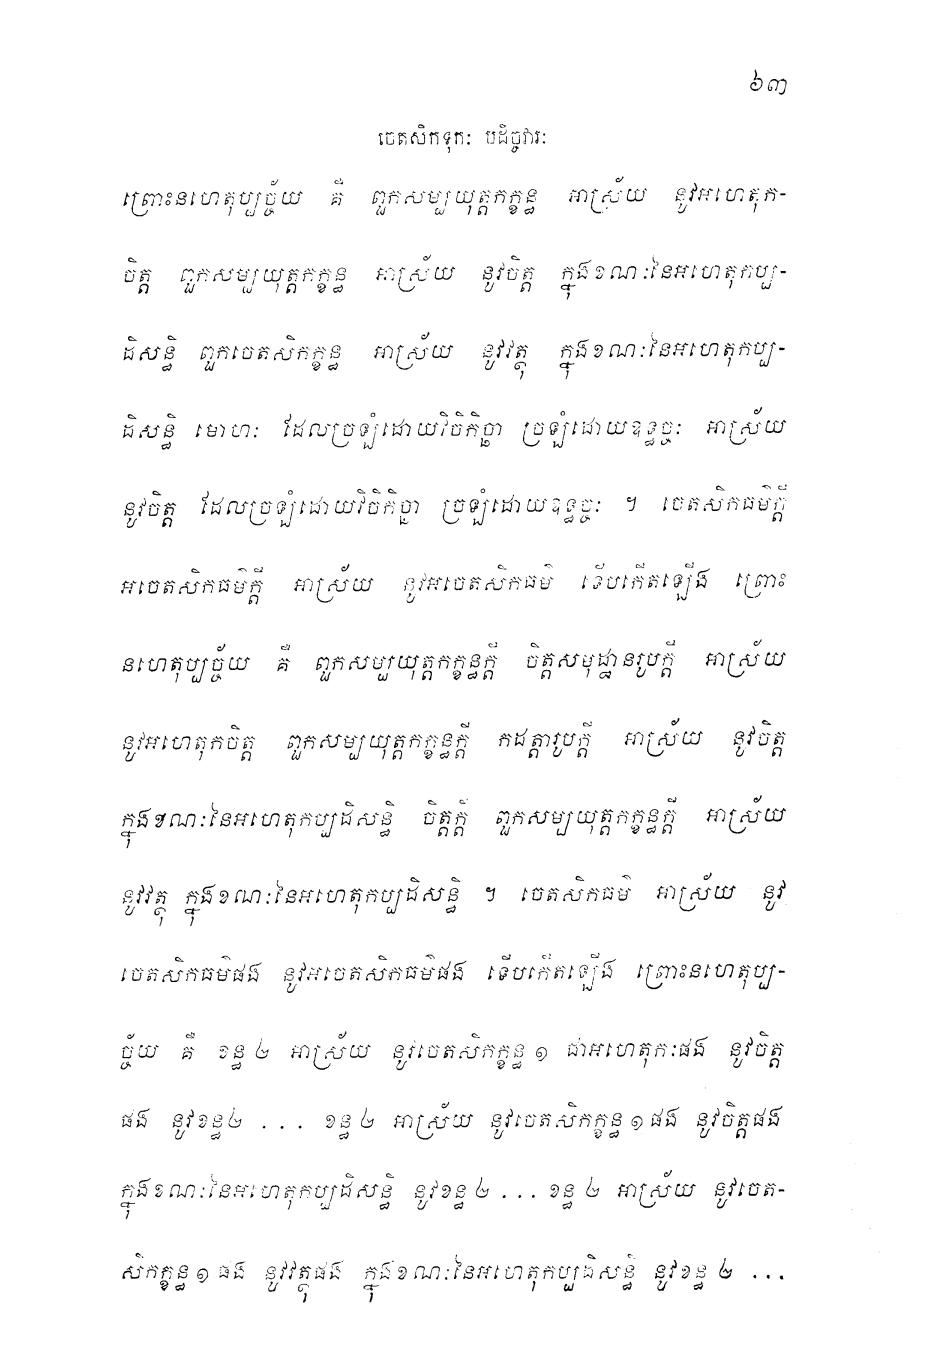 ៦៣
ចេតសិកទុកៈ បដិច្ចវារៈ
ព្រោះនហេតុប្បច្ច័យ គឺ ពួកសម្បយុត្តកក្ខន្ធ អាស្រ័យ នូវអហេតុក-
ចិត្ត ពួកសម្បយុត្តកក្ខន្ធ អាស្រ័យ នូវចិត្ត ក្នុងខណៈនៃអហេតុកប្ប-
ដិសន្ធិ ពួកចេតសិកក្ខន្ធ អាស្រ័យ នូវវត្ថុ ក្នុងខណៈនៃអហេតុកប្ប-
ដិសន្ធិ មោហៈ ដែលច្រឡំដោយវិចិកិច្ឆា ច្រឡំដោយឧទ្ធច្ចៈ អាស្រ័យ
នូវចិត្ត ដែលច្រឡំដោយវិចិកិច្ឆា ច្រឡំដោយឧទ្ធច្ចៈ ។ ចេតសិកធម៌ក្តី
អចេតសិកធម៌ក្តី អាស្រ័យ នូវអចេតសិកធម៌ ទើបកើតឡើង ព្រោះ
នហេតុប្បច្ច័យ គឺ ពួកសម្បយុត្តកក្ខន្ធក្តី ចិត្តសមុដ្ឋានរូបក្តី អាស្រ័យ
នូវអហេតុកចិត្ត ពួកសម្បយុត្តកក្ខន្ធក្តី កដត្តារូបក្តី អាស្រ័យ នូវចិត្ត
ក្នុងខណៈនៃអហេតុកប្បដិសន្ធិ ចិត្តក្តី ពួកសម្បយុត្តកក្ខន្ធក្តី អាស្រ័យ
នូវវត្ថុ ក្នុងខណៈនៃអហេតុកប្បដិសន្ធិ ។ ចេតសិកធម៌ អាស្រ័យ នូវ
ចេតសិកធម៌ផង នូវអចេតសិកធម៌ផង ទើបកើតឡើង ព្រោះនហេតុប្ប-
ច្ច័យ គឺ ខន្ធ ២ អាស្រ័យ នូវចេតសិកក្ខន្ធ ១ ជាអហេតុកៈផង នូវចិត្ត
ផង នូវខន្ធ ២ ... ខន្ធ ២ អាស្រ័យ នូវចេតសិកក្ខន្ធ ១ ផង នូវចិត្តផង
ក្នុងខណៈនៃអហេតុកប្បដិសន្ធិ នូវខន្ធ ២ ... ខន្ធ ២ អាស្រ័យ នូវចេត-
សិកក្ខន្ធ ១ ផង នូវវត្ថុផង ក្នុងខណៈនៃអហេតុកប្បដិសន្ធិ នូវខន្ធ ២ ...